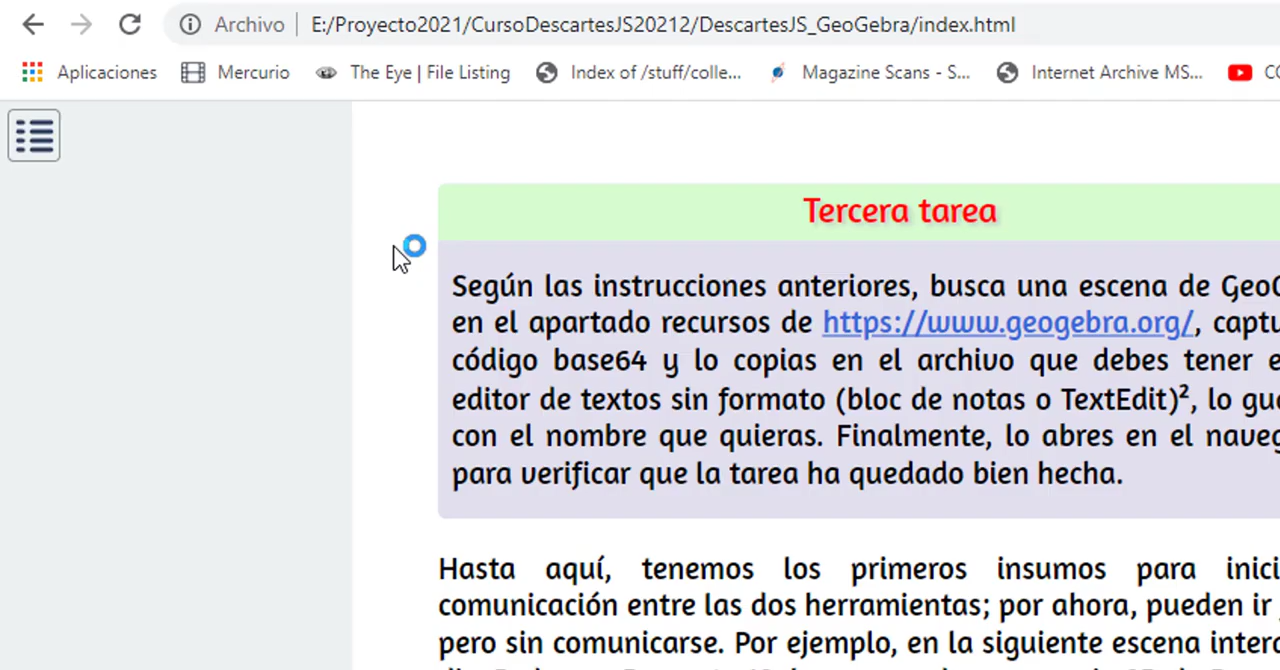 Archivo | E:/Proyecto2021/CursoDescartesJS20212/DescartesJS_GeoGebra/index.html
Aplicaciones Mercurio The Eye | File Listing Index of /stuff/colle... Magazine Scans - S... Internet Archive MS...
Tercera tarea
Según las instrucciones anteriores, busca una escena de
en el apartado recursos de https://www.geogebra.org/,
código base64 y lo copias en el archivo que debes tener
editor de textos sin formato (bloc de notas o TextEdit)², lo
con el nombre que quieras. Finalmente, lo abres en el
para verificar que la tarea ha quedado bien hecha.
Hasta aquí, tenemos los primeros insumos para
comunicación entre las dos herramientas; por ahora, pueden ir
pero sin comunicarse. Por ejemplo, en la siguiente escena